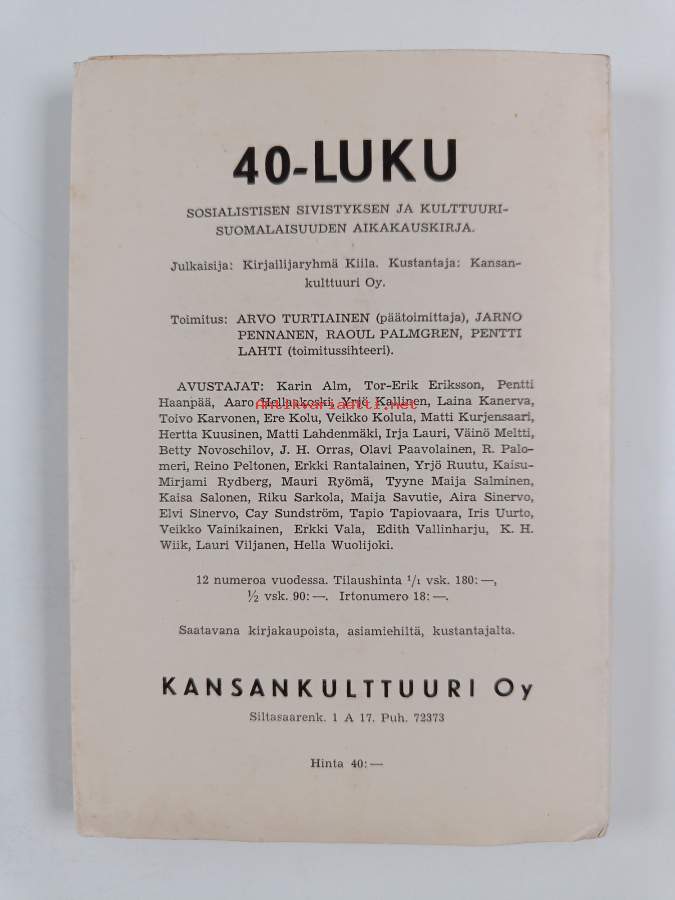 40-LUKU
SOSIALISTISEN SIVISTYKSEN JA KULTTUURI-
SUOMALAISUUDEN AIKAKAUSKIRJA.
Julkaisija: Kirjailijaryhmä Kiila. Kustantaja: Kansan-
kulttuuri Oy.
Toimitus: ARVO TURTIAINEN (päätoimittaja), JARNO
PENNANEN, RAOUL PALMGREN, PENTTI
LAHTI (toimitussihteeri).
AVUSTAJAT: Karin Alm, Tor-Erik Eriksson, Pentti
Haanpää, Aaro Hellaakoski, Yrjö Kallinen, Laina Kanerva,
Antikvariaatti.net
Toivo Karvonen, Ere Kolu, Veikko Kolula, Matti Kurjensaari,
Hertta Kuusinen, Matti Lahdenmäki, Irja Lauri, Väinö Meltti,
Betty Novoschilov, J. H. Orras, Olavi Paavolainen, R. Palo-
meri, Reino Peltonen, Erkki Rantalainen, Yrjö Ruutu, Kaisu-
Mirjami Rydberg, Mauri Ryömä, Tyyne Maija Salminen,
Kaisa Salonen, Riku Sarkola, Maija Savutie, Aira Sinervo,
Elvi Sinervo, Cay Sundström, Tapio Tapiovaara, Iris Uurto,
Veikko Vainikainen, Erkki Vala, Edith Vallinharju, K. H.
Wiik, Lauri Viljanen, Hella Wuolijoki.
12 numeroa vuodessa. Tilaushinta 1/1 vsk. 180:—,
½ vsk. 90:—. Irtonumero 18:—.
Saatavana kirjakaupoista, asiamiehiltä, kustantajalta.
KANSANKULTTUURI Oy
Siltasaarenk. 1 A 17. Puh. 72373
Hinta 40:—